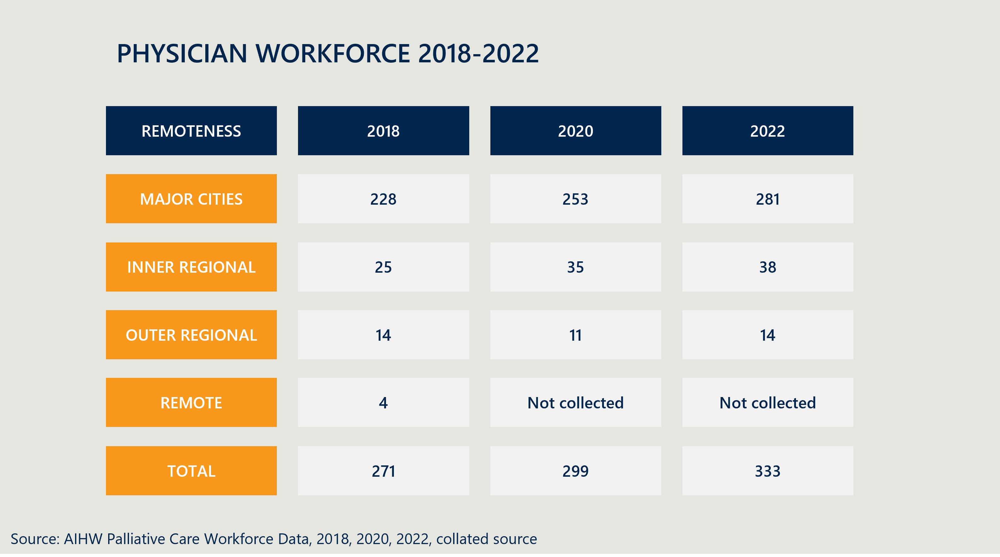 PHYSICIAN WORKFORCE 2018-2022
REMOTENESS 2018 2020 2022
MAJOR CITIES 228 253 281
INNER REGIONAL 25 35 38
OUTER REGIONAL 14 11 14
REMOTE 4 Not collected Not collected
TOTAL 271 299 333
Source: AIHW Palliative Care Workforce Data, 2018, 2020, 2022, collated source